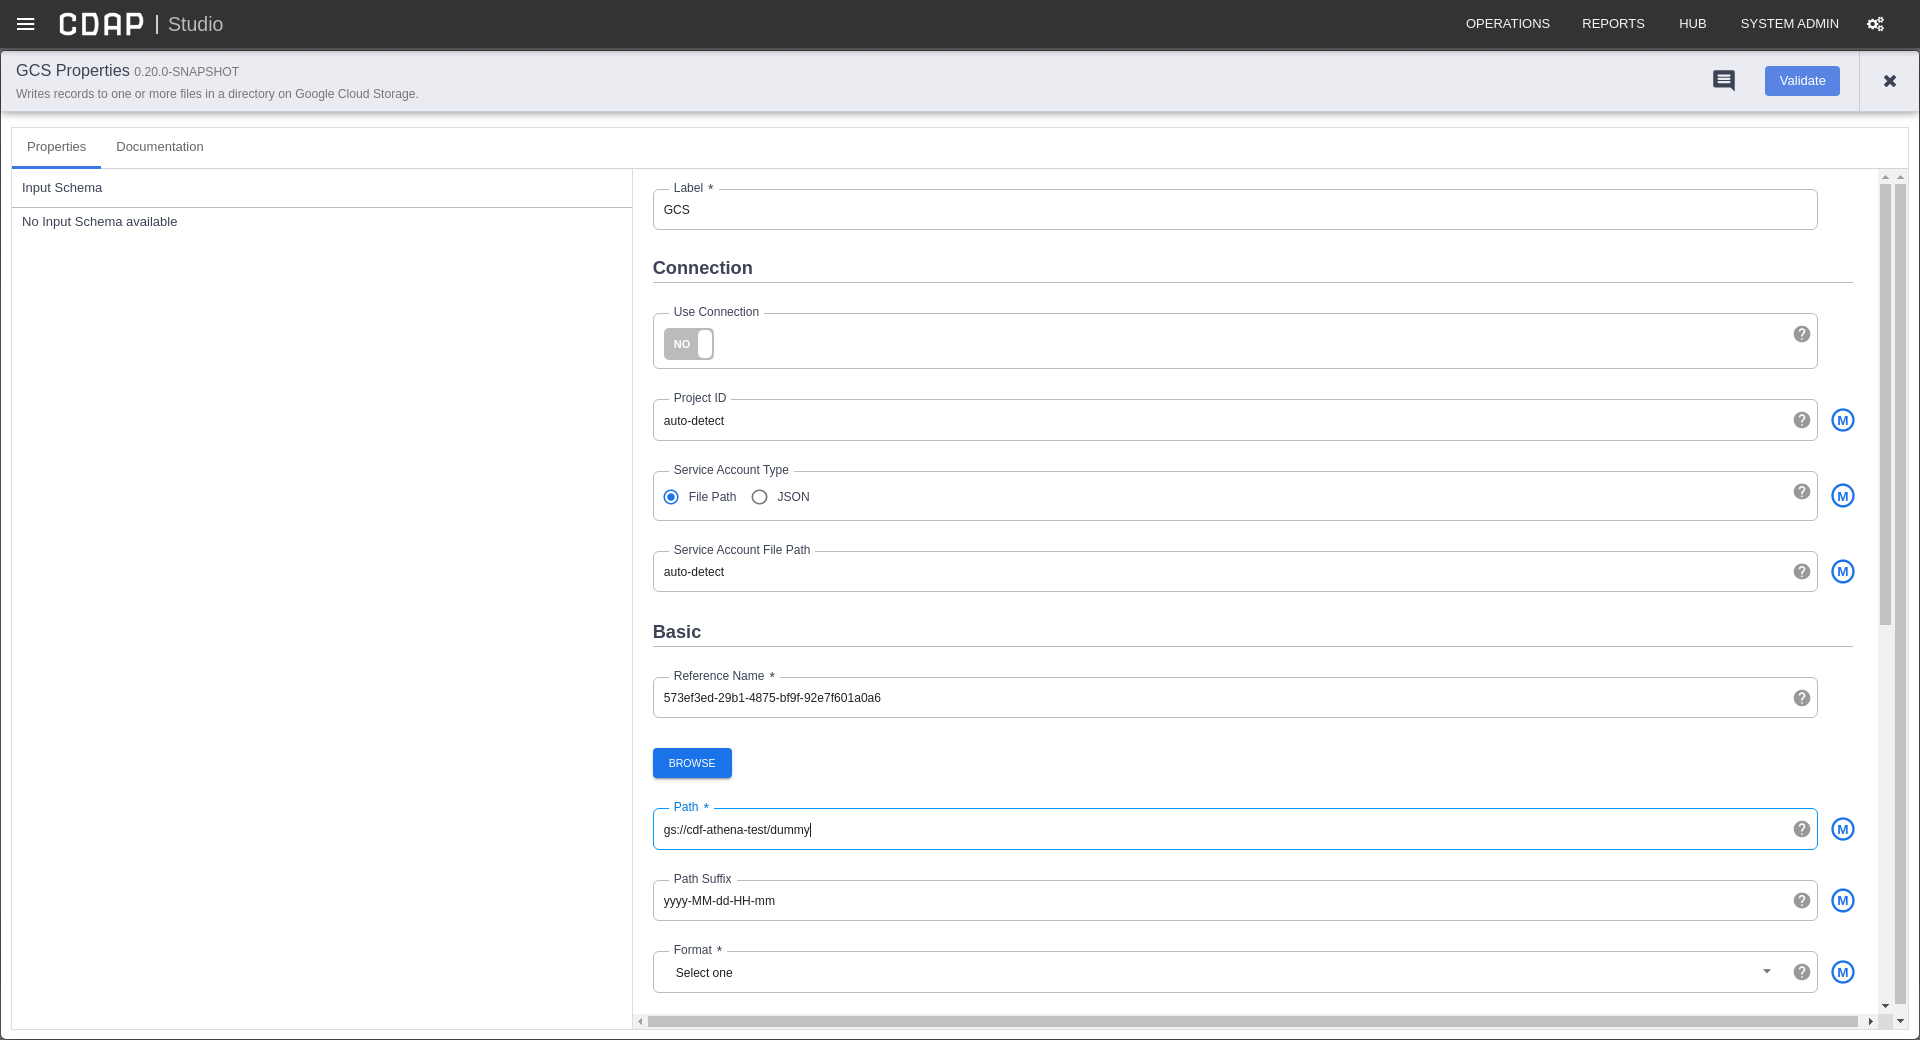 CDAP | Studio OPERATIONS REPORTS HUB SYSTEM ADMIN
GCS Properties 0.20.0-SNAPSHOT
Writes records to one or more files in a directory on Google Cloud Storage.
Validate
Properties Documentation
Input Schema
No Input Schema available
Label *
GCS
Connection
Use Connection
NO
Project ID
auto-detect
M
Service Account Type
File Path JSON
M
Service Account File Path
auto-detect
M
Basic
Reference Name *
573ef3ed-29b1-4875-bf9f-92e7f601a0a6
BROWSE
Path *
gs://cdf-athena-test/dummy
M
Path Suffix
yyyy-MM-dd-HH-mm
M
Format *
Select one
M